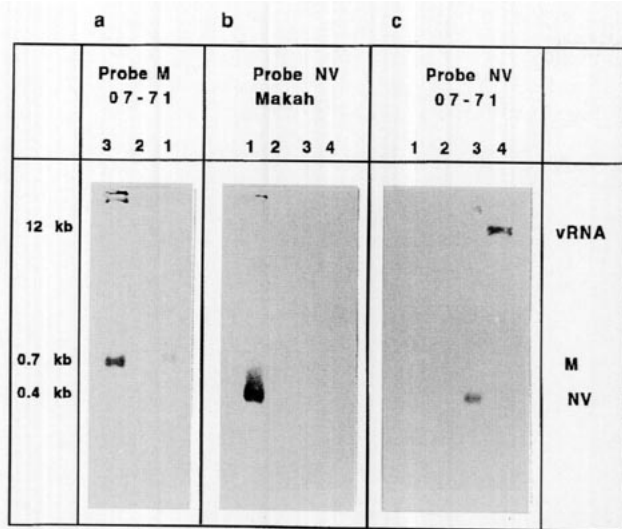 a b c
Probe M Probe NV Probe NV
07-71 Makah 07-71
3 2 1 1 2 3 4 1 2 3 4
12 kb vRNA
0.7 kb M
0.4 kb NV